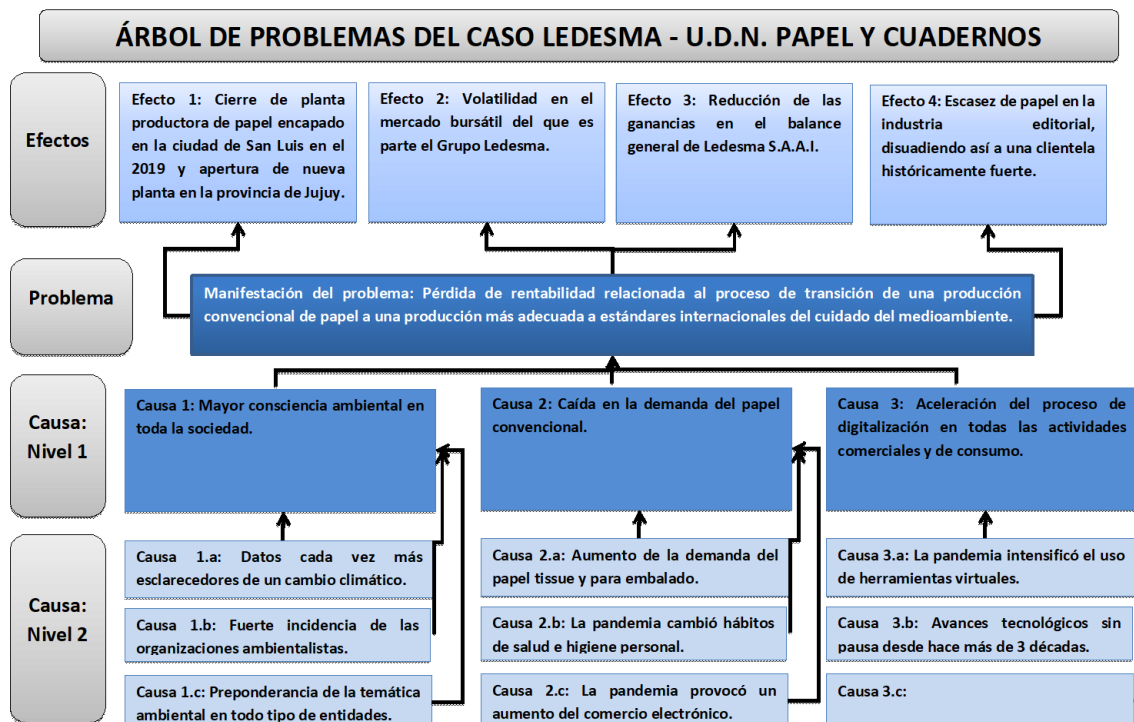 ÁRBOL DE PROBLEMAS DEL CASO LEDESMA - U.D.N. PAPEL Y CUADERNOS
Efectos
Efecto 1: Cierre de planta
productora de papel encapado
en la ciudad de San Luis en el
2019 y apertura de nueva
planta en la provincia de Jujuy.
Efecto 2: Volatilidad en el
mercado bursátil del que es
parte el Grupo Ledesma.
Efecto 3: Reducción de las
ganancias en el balance
general de Ledesma S.A.A.I.
Efecto 4: Escasez de papel en la
industria editorial,
disuadiendo así a una clientela
históricamente fuerte.
Problema
Manifestación del problema: Pérdida de rentabilidad relacionada al proceso de transición de una producción
convencional de papel a una producción más adecuada a estándares internacionales del cuidado del medioambiente.
Causa:
Nivel 1
Causa 1: Mayor consciencia ambiental en
toda la sociedad.
Causa 2: Caída en la demanda del papel
convencional.
Causa 3: Aceleración del proceso de
digitalización en todas las actividades
comerciales y de consumo.
Causa:
Nivel 2
Causa 1.a: Datos cada vez más
esclarecedores de un cambio climático.
Causa 1.b: Fuerte incidencia de las
organizaciones ambientalistas.
Causa 1.c: Preponderancia de la temática
ambiental en todo tipo de entidades.
Causa 2.a: Aumento de la demanda del
papel tissue y para embalado.
Causa 2.b: La pandemia cambió hábitos
de salud e higiene personal.
Causa 2.c: La pandemia provocó un
aumento del comercio electrónico.
Causa 3.a: La pandemia intensificó el uso
de herramientas virtuales.
Causa 3.b: Avances tecnológicos sin
pausa desde hace más de 3 décadas.
Causa 3.c: